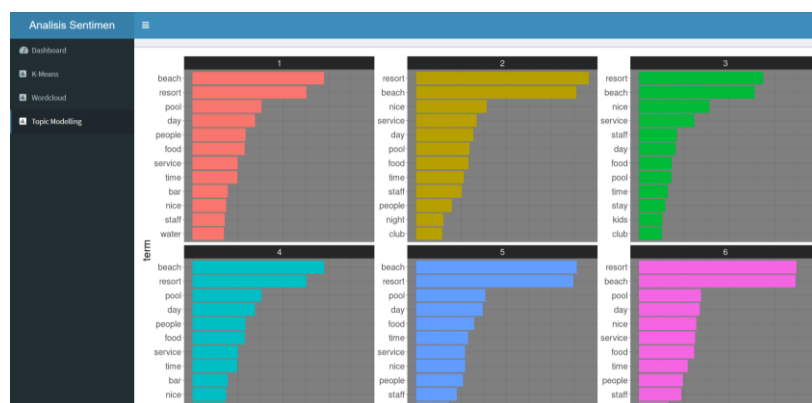 Analisis Sentimen
Dashboard
K-Means
Wordcloud
Topic Modelling
term
1
beach
resort
pool
day
people
food
service
time
bar
nice
staff
water
2
resort
beach
nice
service
day
pool
food
time
staff
people
night
club
3
resort
beach
nice
service
staff
day
food
pool
time
stay
kids
club
4
beach
resort
pool
day
people
food
service
time
bar
nice
5
beach
resort
pool
day
food
time
service
nice
people
staff
6
resort
beach
pool
day
nice
service
food
time
people
staff